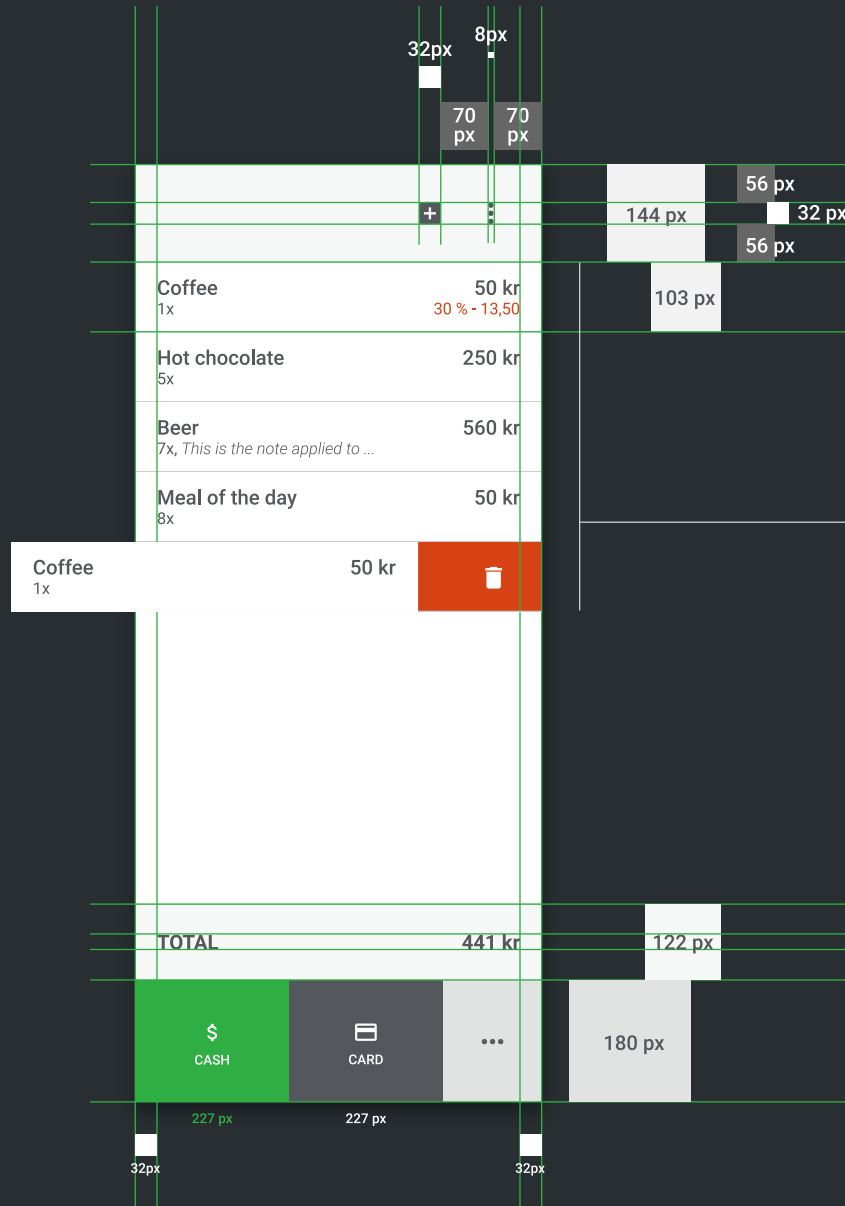 8px
32px
70 px
70 px
56 px
144 px
32 px
56 px
Coffee 50 kr
1x 30 % - 13,50
103 px
Hot chocolate 250 kr
5x
Beer 560 kr
7x, This is the note applied to ...
Meal of the day 50 kr
8x
Coffee 50 kr
1x
TOTAL 441 kr
122 px
$
180 px
CASH CARD
227 px 227 px
32px 32px